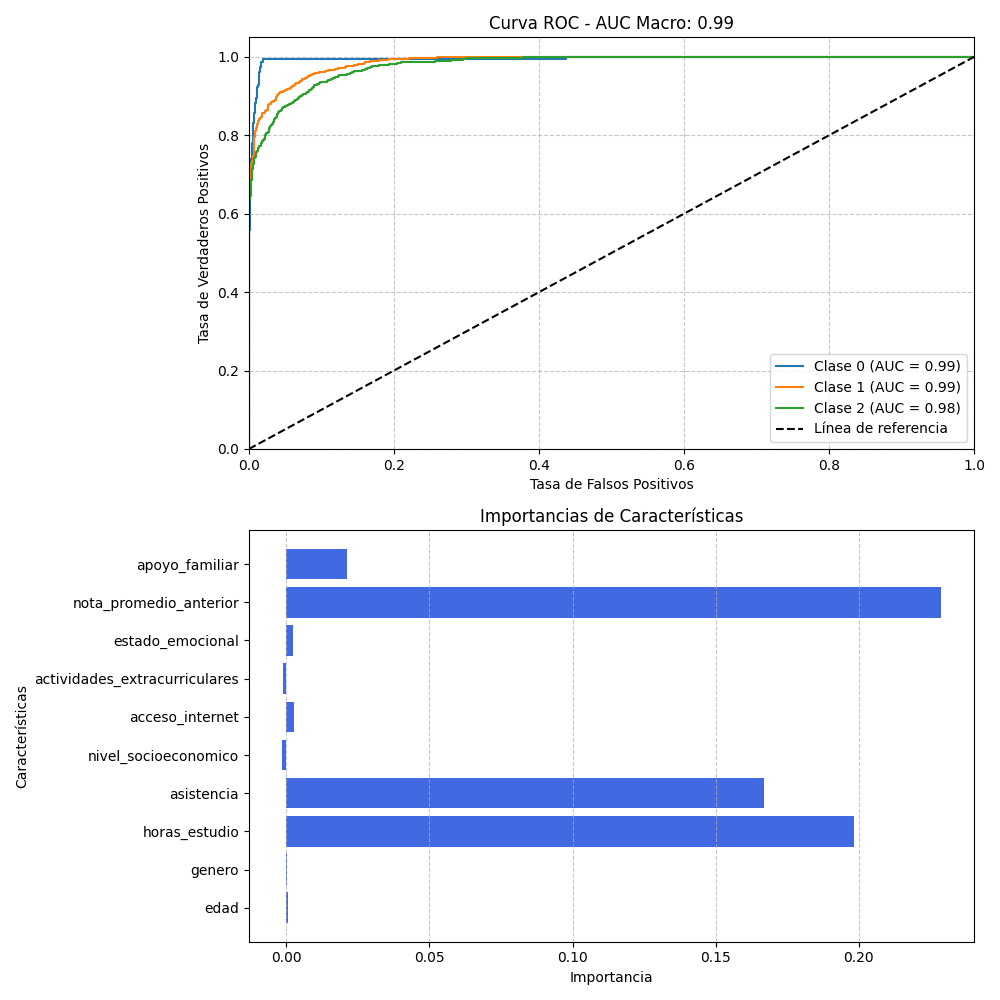 Curva ROC - AUC Macro: 0.99
Tasa de Verdaderos Positivos
1.0
0.8
0.6
0.4
0.2
0.0
Clase 0 (AUC = 0.99)
Clase 1 (AUC = 0.99)
Clase 2 (AUC = 0.98)
Línea de referencia
0.0 0.2 0.4 0.6 0.8 1.0
Tasa de Falsos Positivos
Importancias de Características
Características
apoyo_familiar
nota_promedio_anterior
estado_emocional
actividades_extracurriculares
acceso_internet
nivel_socioeconomico
asistencia
horas_estudio
genero
edad
0.00 0.05 0.10 0.15 0.20
Importancia